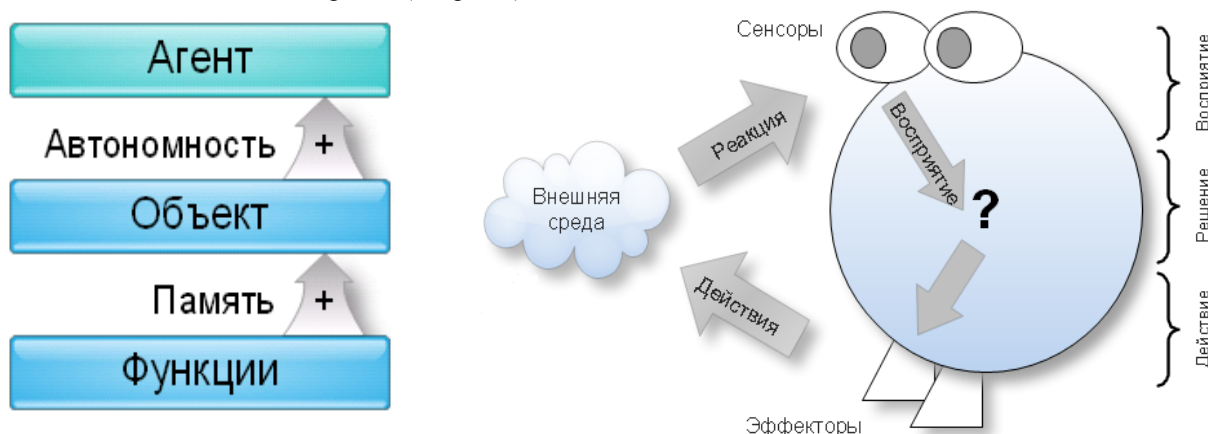 Агент
Автономность
+
Объект
Память
+
Функции
Сенсоры
Реакция
Восприятие
?
Внешняя
среда
Действия
Эффекторы
Восприятие
Решение
Действие